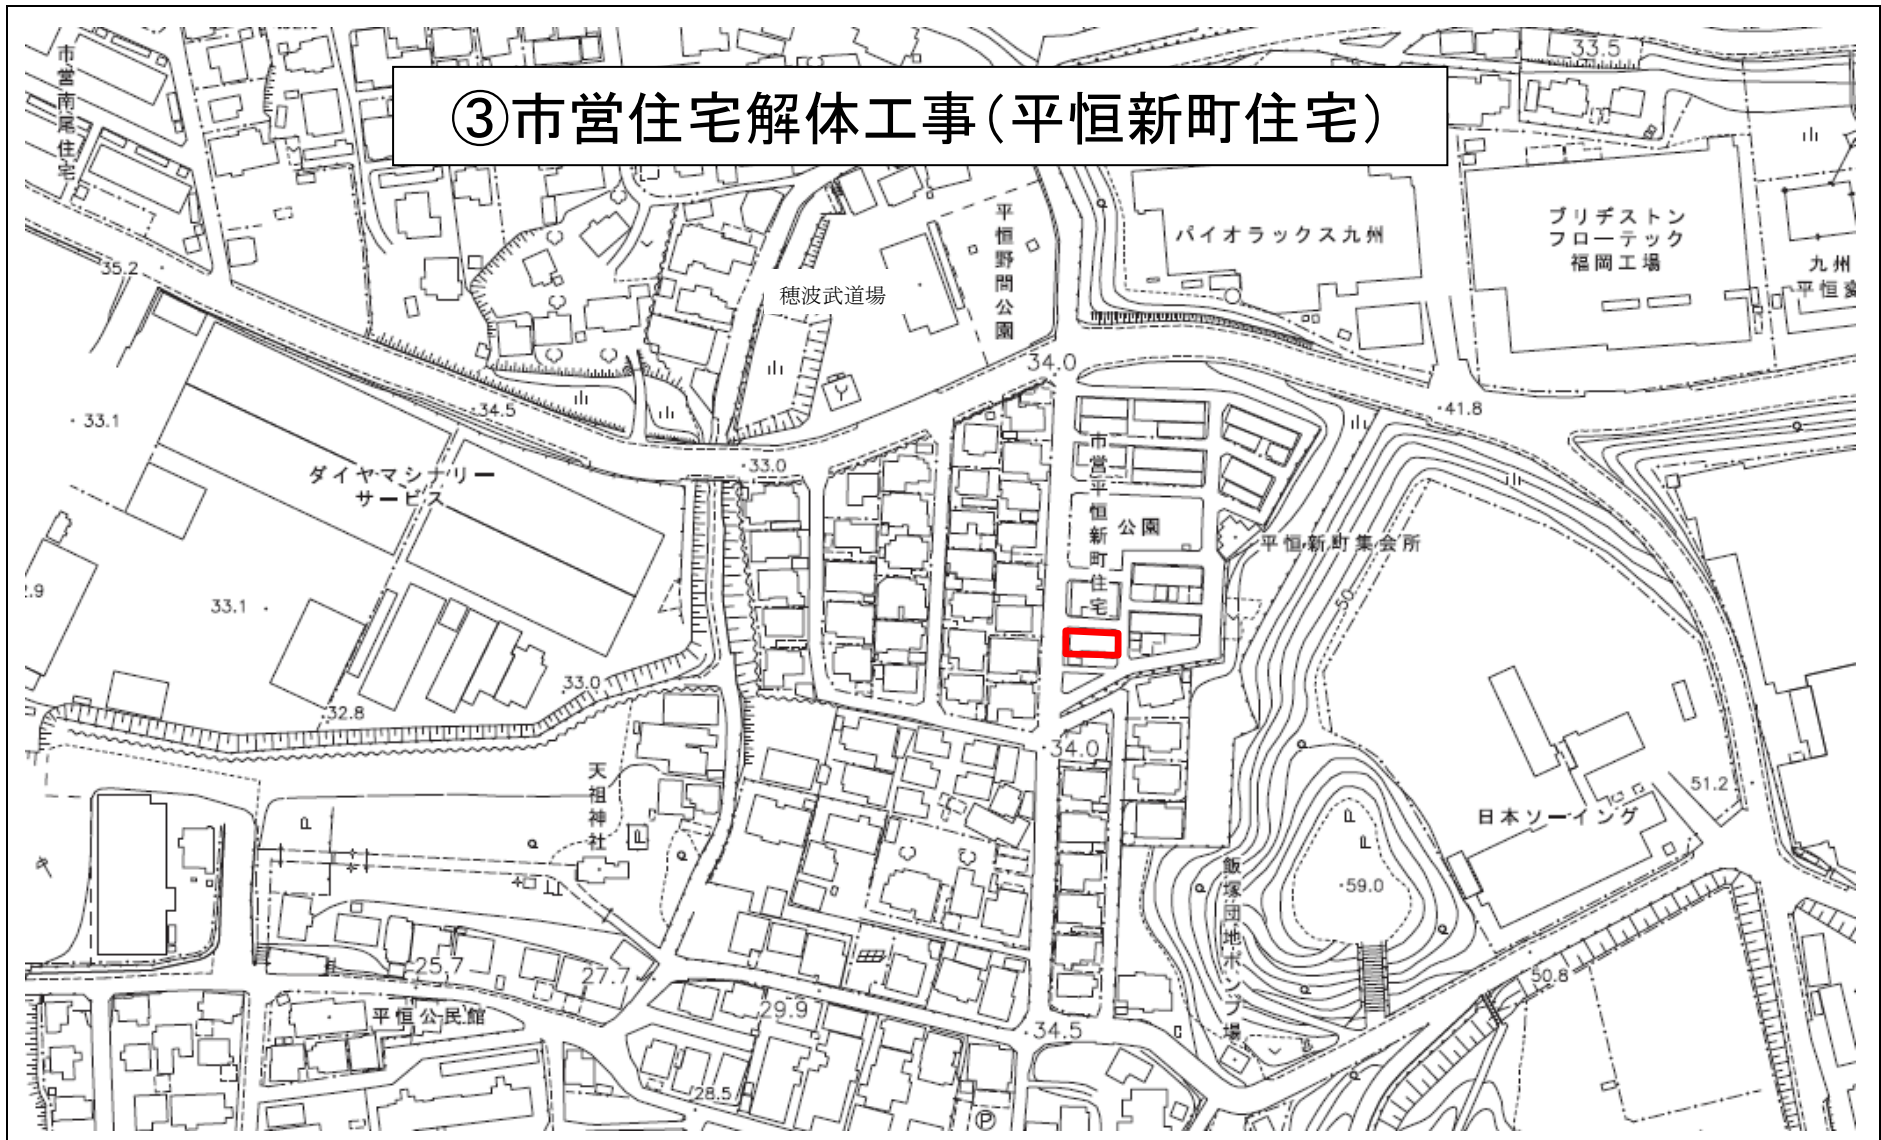 ③市営住宅解体工事（平恒新町住宅）
市営南尾住宅
33.5
平恒野間公園
パイオラックス九州
ブリヂストン
フローテック
福岡工場
九州
平恒変
35.2
穂波武道場
34.0
34.5
41.8
33.1
33.0
ダイヤマシナリー
サービス
市営平恒新町住宅
公園
平恒新町集会所
2.9
33.1
50
33.0
32.8
34.0
天祖神社
51.2
日本ソーイング
59.0
飯塚団地ポンプ場
25.7
27.7
50.8
29.9
平恒公民館
34.5
28.5
P